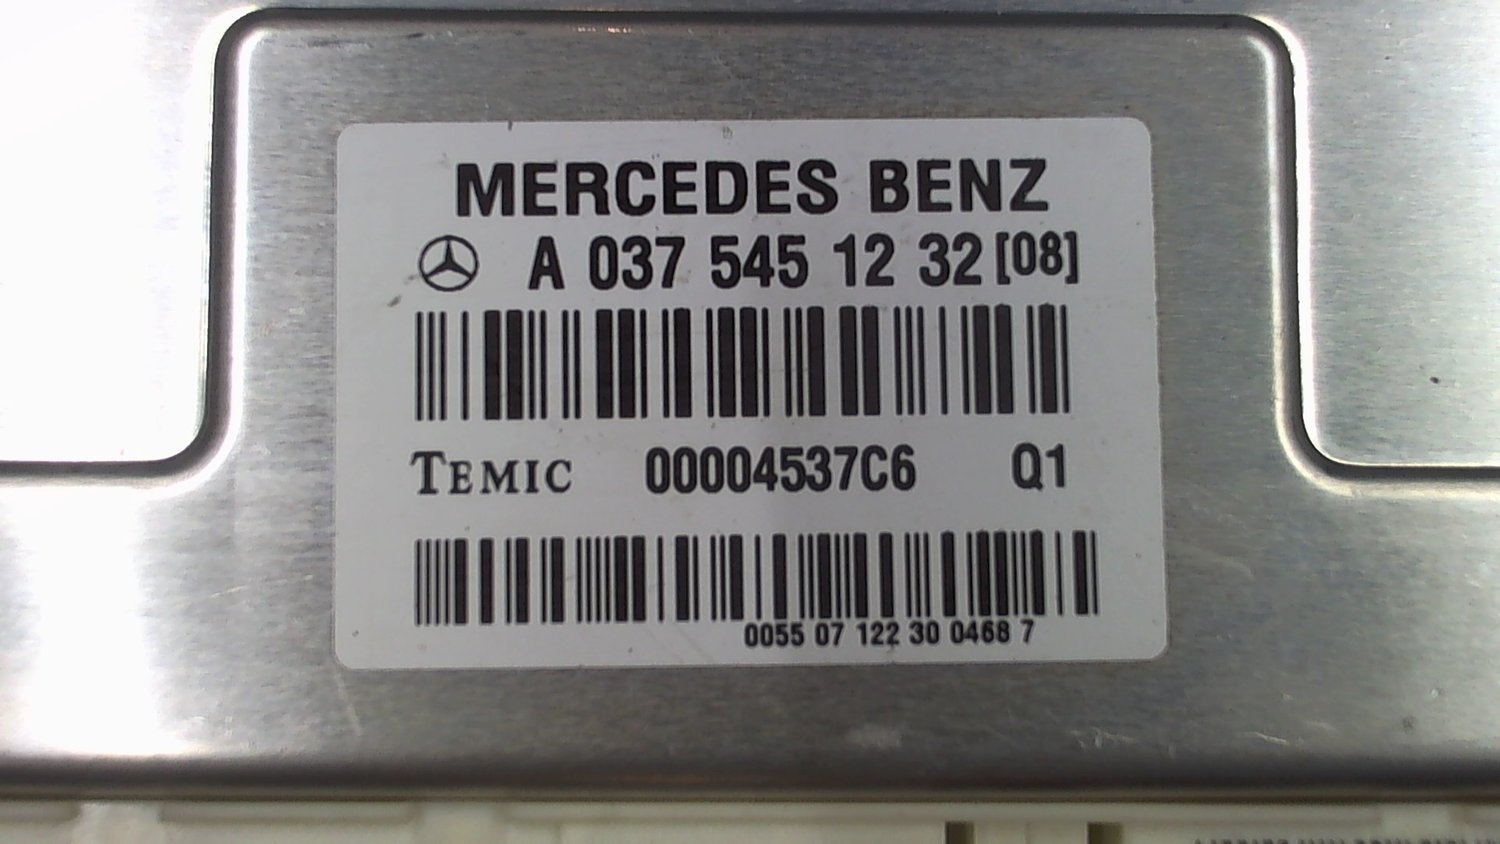 MERCEDES BENZ
A 037 545 12 32 [08]
TEMIC 00004537C6 Q1
0055 07 122 30 0468 7